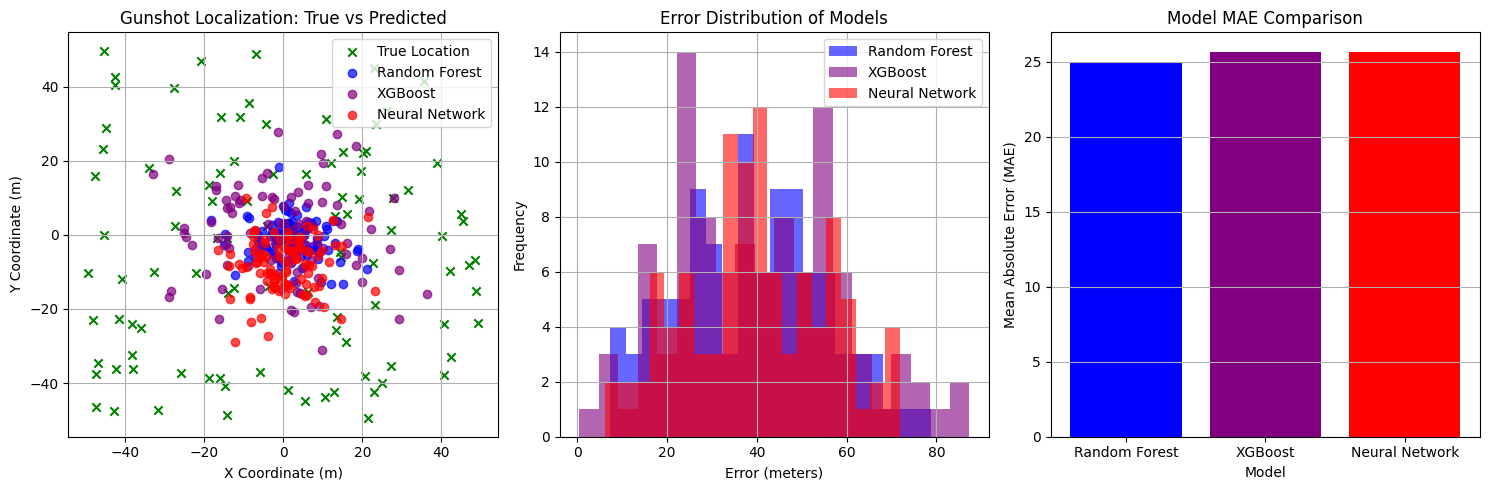 Gunshot Localization: True vs Predicted
True Location
Random Forest
XGBoost
Neural Network
40
20
0
−20
−40
Y Coordinate (m)
−40 −20 0 20 40
X Coordinate (m)
Error Distribution of Models
Random Forest
XGBoost
Neural Network
14
12
10
8
6
4
2
0
Frequency
0 20 40 60 80
Error (meters)
Model MAE Comparison
25
20
15
10
5
0
Mean Absolute Error (MAE)
Random Forest XGBoost Neural Network
Model